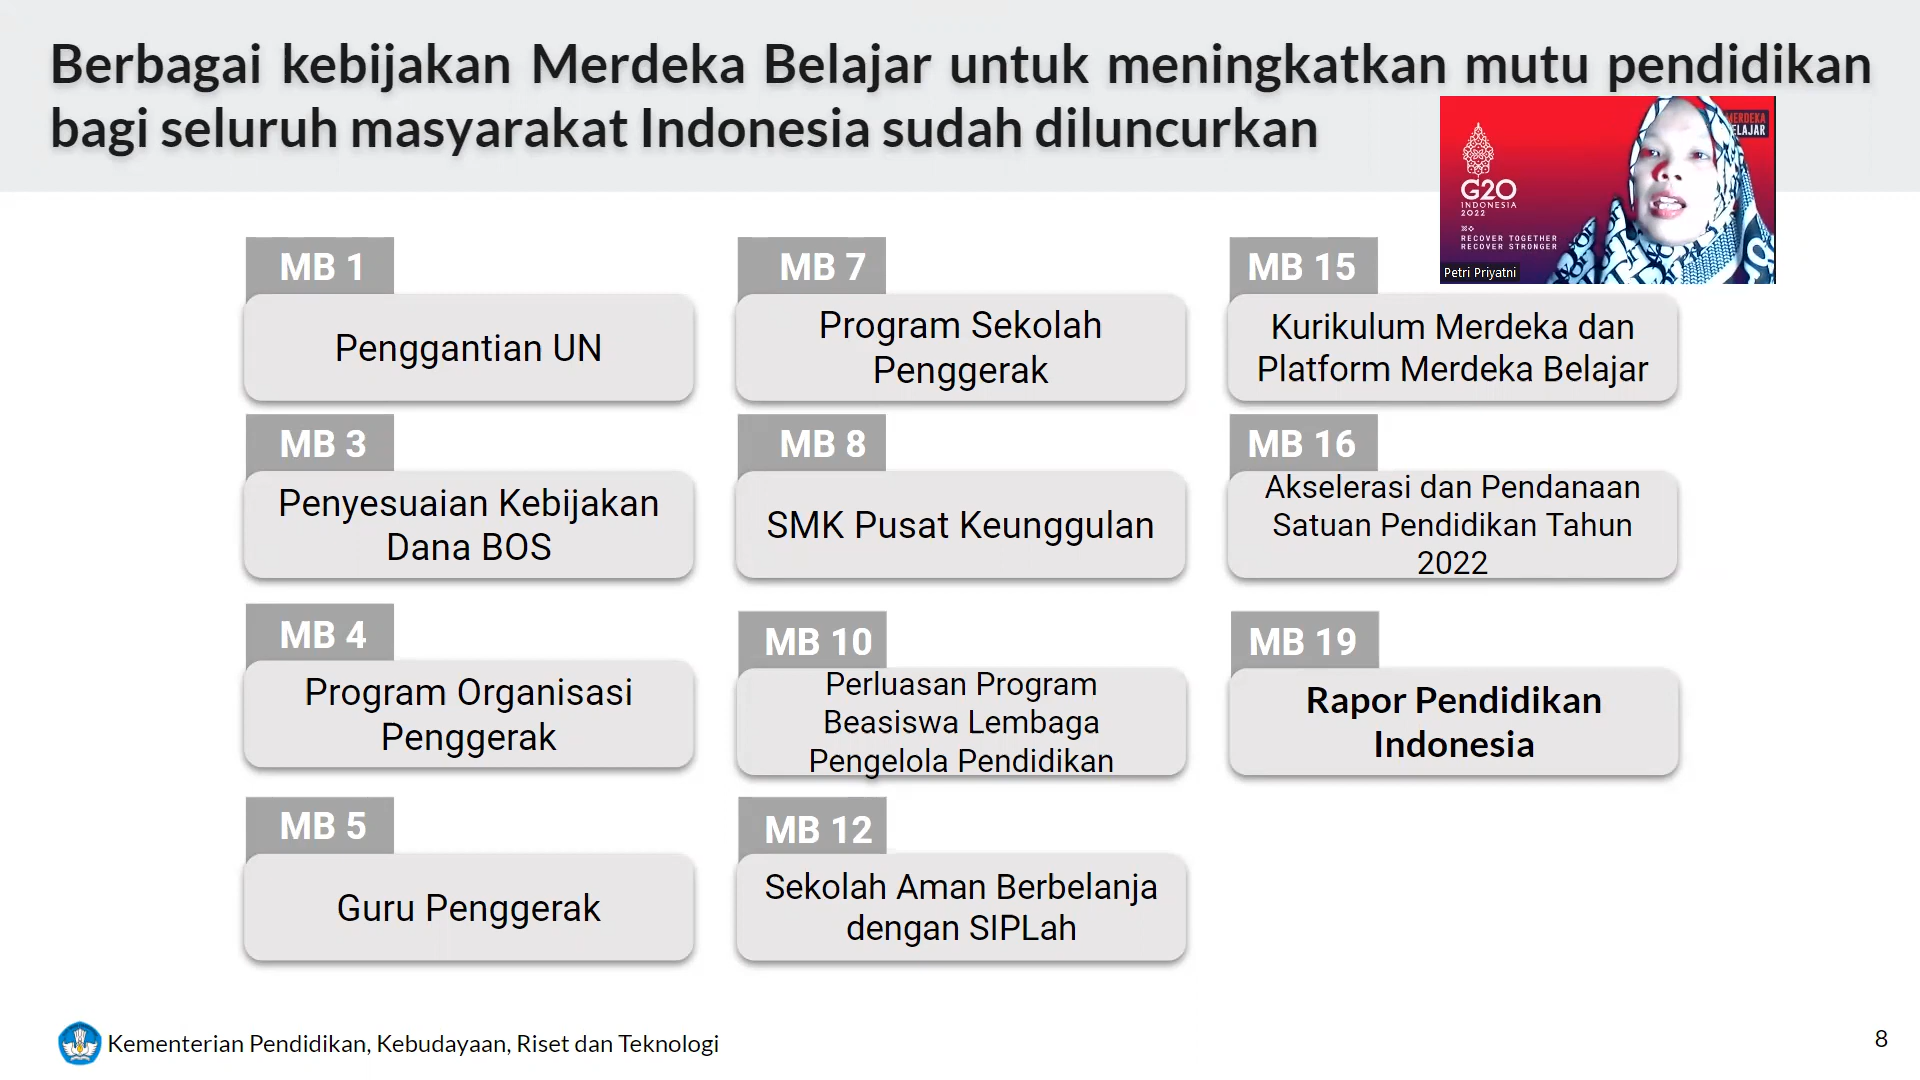 Berbagai kebijakan Merdeka Belajar untuk meningkatkan mutu pendidikan
bagi seluruh masyarakat Indonesia sudah diluncurkan
MERDEKA
BELAJAR
G20
INDONESIA
2022
RECOVER TOGETHER
RECOVER STRONGER
Petri Priyatni
MB 1
Penggantian UN
MB 3
Penyesuaian Kebijakan
Dana BOS
MB 4
Program Organisasi
Penggerak
MB 5
Guru Penggerak
MB 7
Program Sekolah
Penggerak
MB 8
SMK Pusat Keunggulan
MB 10
Perluasan Program
Beasiswa Lembaga
Pengelola Pendidikan
MB 12
Sekolah Aman Berbelanja
dengan SIPLah
MB 15
Kurikulum Merdeka dan
Platform Merdeka Belajar
MB 16
Akselerasi dan Pendanaan
Satuan Pendidikan Tahun
2022
MB 19
Rapor Pendidikan
Indonesia
Kementerian Pendidikan, Kebudayaan, Riset dan Teknologi
8